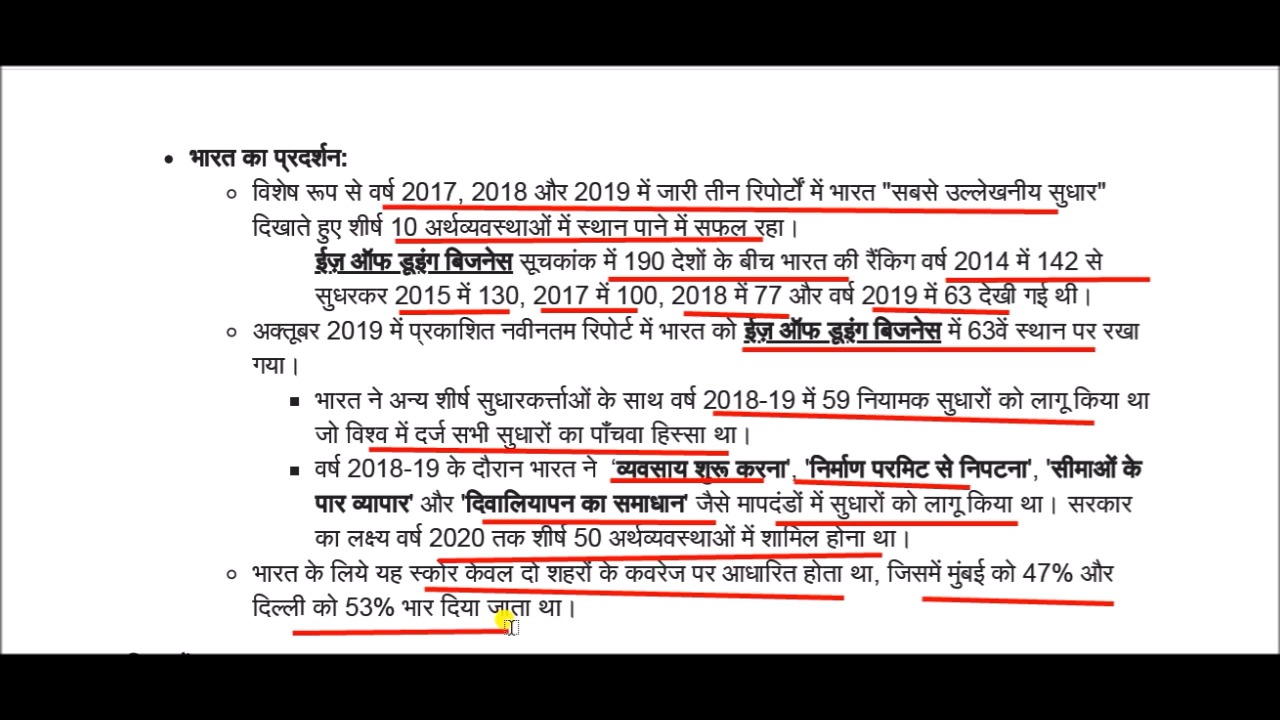 भारत का प्रदर्शन:
विशेष रूप से वर्ष 2017, 2018 और 2019 में जारी तीन रिपोर्टों में भारत "सबसे उल्लेखनीय सुधार"
दिखाते हुए शीर्ष 10 अर्थव्यवस्थाओं में स्थान पाने में सफल रहा।
ईज़ ऑफ डूइंग बिजनेस सूचकांक में 190 देशों के बीच भारत की रैंकिंग वर्ष 2014 में 142 से
सुधरकर 2015 में 130, 2017 में 100, 2018 में 77 और वर्ष 2019 में 63 देखी गई थी।
अक्तूबर 2019 में प्रकाशित नवीनतम रिपोर्ट में भारत को ईज़ ऑफ डूइंग बिजनेस में 63वें स्थान पर रखा
गया।
भारत ने अन्य शीर्ष सुधारकर्त्ताओं के साथ वर्ष 2018-19 में 59 नियामक सुधारों को लागू किया था
जो विश्व में दर्ज सभी सुधारों का पाँचवा हिस्सा था।
वर्ष 2018-19 के दौरान भारत ने ‘व्यवसाय शुरू करना', 'निर्माण परमिट से निपटना', 'सीमाओं के
पार व्यापार' और 'दिवालियापन का समाधान' जैसे मापदंडों में सुधारों को लागू किया था। सरकार
का लक्ष्य वर्ष 2020 तक शीर्ष 50 अर्थव्यवस्थाओं में शामिल होना था।
भारत के लिये यह स्कोर केवल दो शहरों के कवरेज पर आधारित होता था, जिसमें मुंबई को 47% और
दिल्ली को 53% भार दिया जाता था।